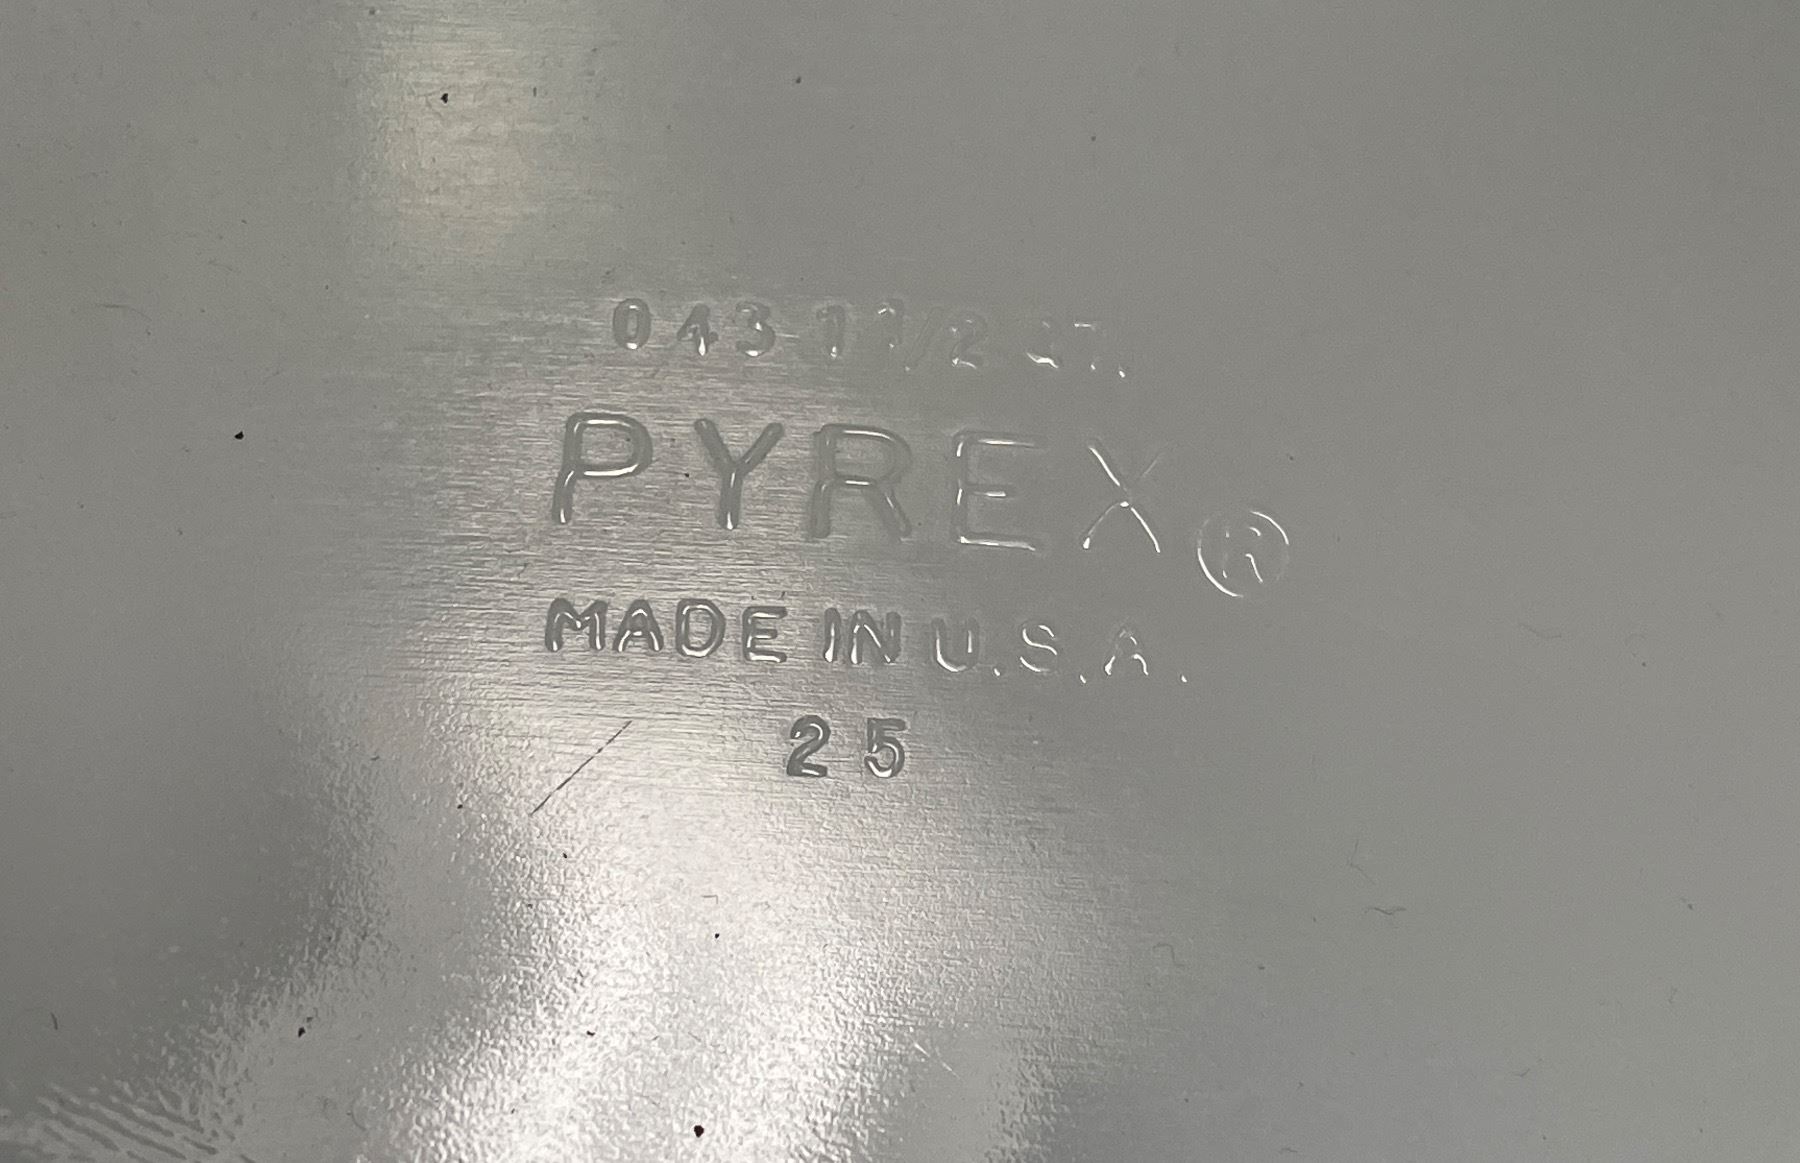 043 1 1/2 QT.
PYREX®
MADE IN U.S.A.
25